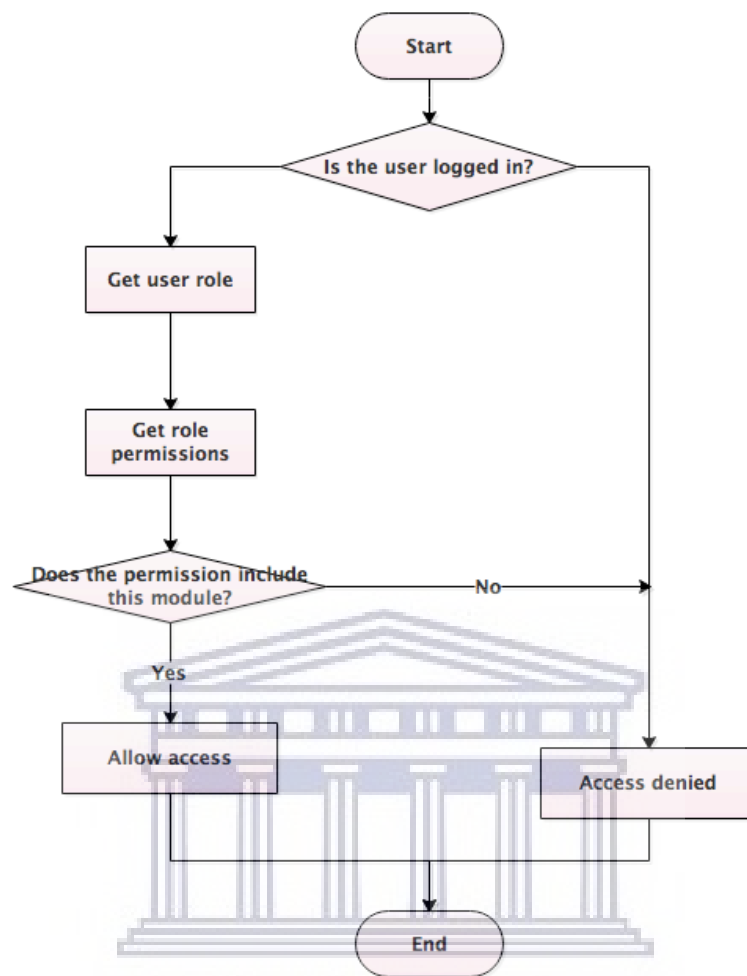 Start
Is the user logged in?
Get user role
Get role
permissions
Does the permission include
this module?
No
Yes
Allow access
Access denied
End